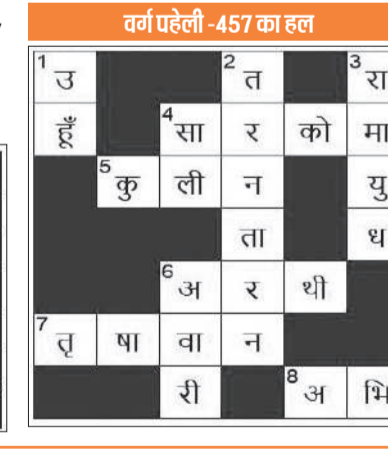 वर्ग पहेली -457 का हल
1 उ 2 त 3 रा
हूँ 4 सा र को मा
5 कु ली न यु
ता ध
6 अ र थी
7 तृ षा वा न
री 8 अ भि